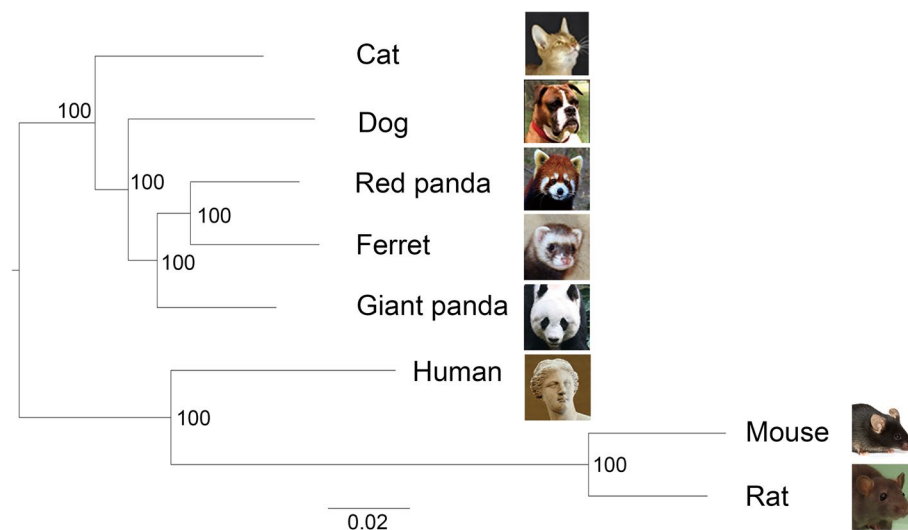 Cat
100
Dog
100
Red panda
100
Ferret
100
Giant panda
Human
100
Mouse
100
Rat
0.02